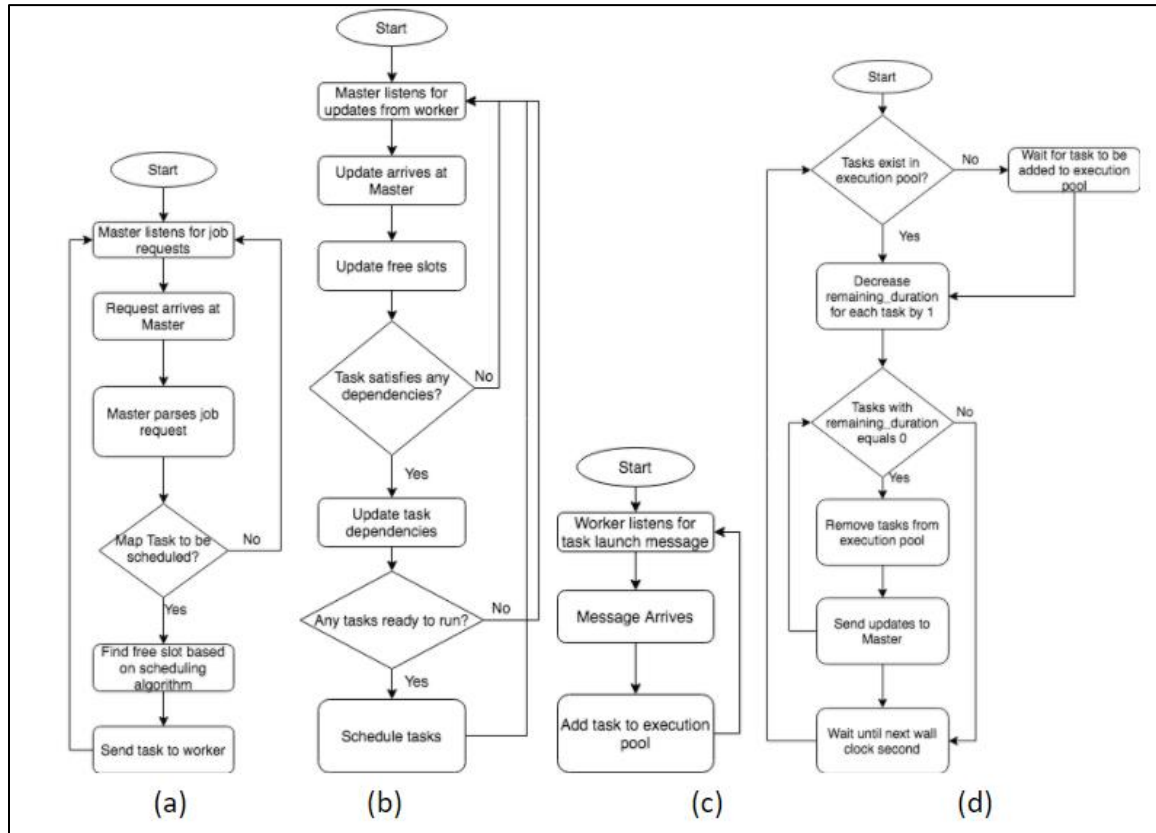 Start
Master listens for job
requests
Request arrives at
Master
Master parses job
request
Map Task to be
scheduled?
No
Yes
Find free slot based
on scheduling
algorithm
Send task to worker
(a)
Start
Master listens for
updates from worker
Update arrives at
Master
Update free slots
Task satisfies any
dependencies?
No
Yes
Update task
dependencies
Any tasks ready to run?
No
Yes
Schedule tasks
(b)
Start
Worker listens for
task launch message
Message Arrives
Add task to execution
pool
(c)
Start
Tasks exist in
execution pool?
No
Wait for task to be
added to execution
pool
Yes
Decrease
remaining_duration
for each task by 1
Tasks with
remaining_duration
equals 0
No
Yes
Remove tasks from
execution pool
Send updates to
Master
Wait until next wall
clock second
(d)